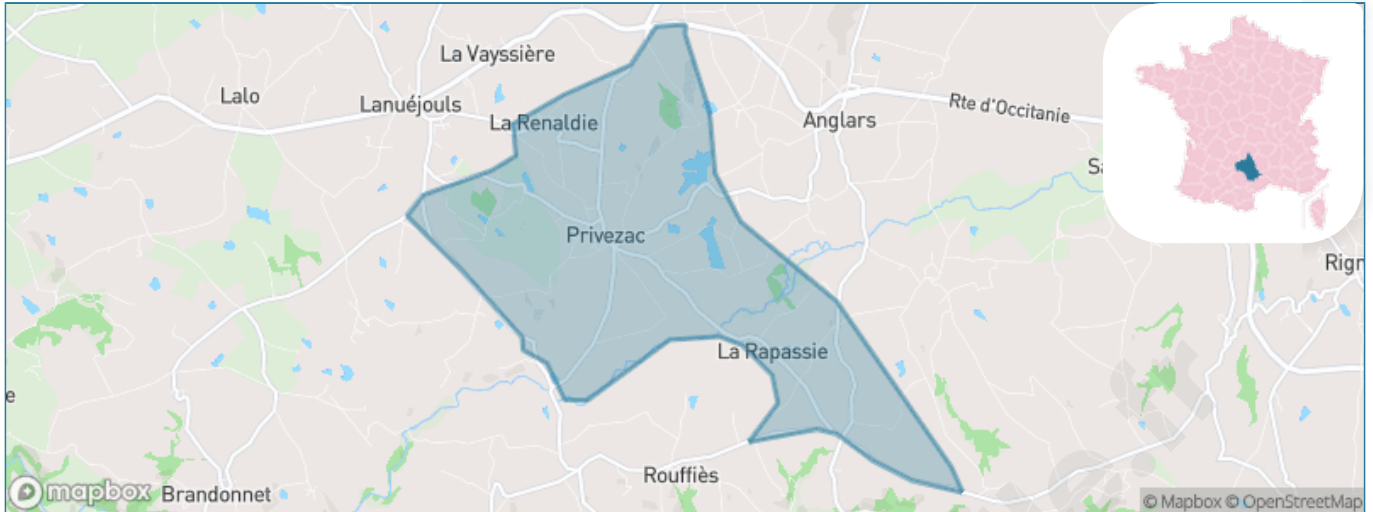 La Vayssière
Lalo
Lanuéjouls
La Renaldie
Anglars
Rte d'Occitanie
Privezac
La Rapassie
Rouffiès
Brandonnet
mapbox
© Mapbox © OpenStreetMap